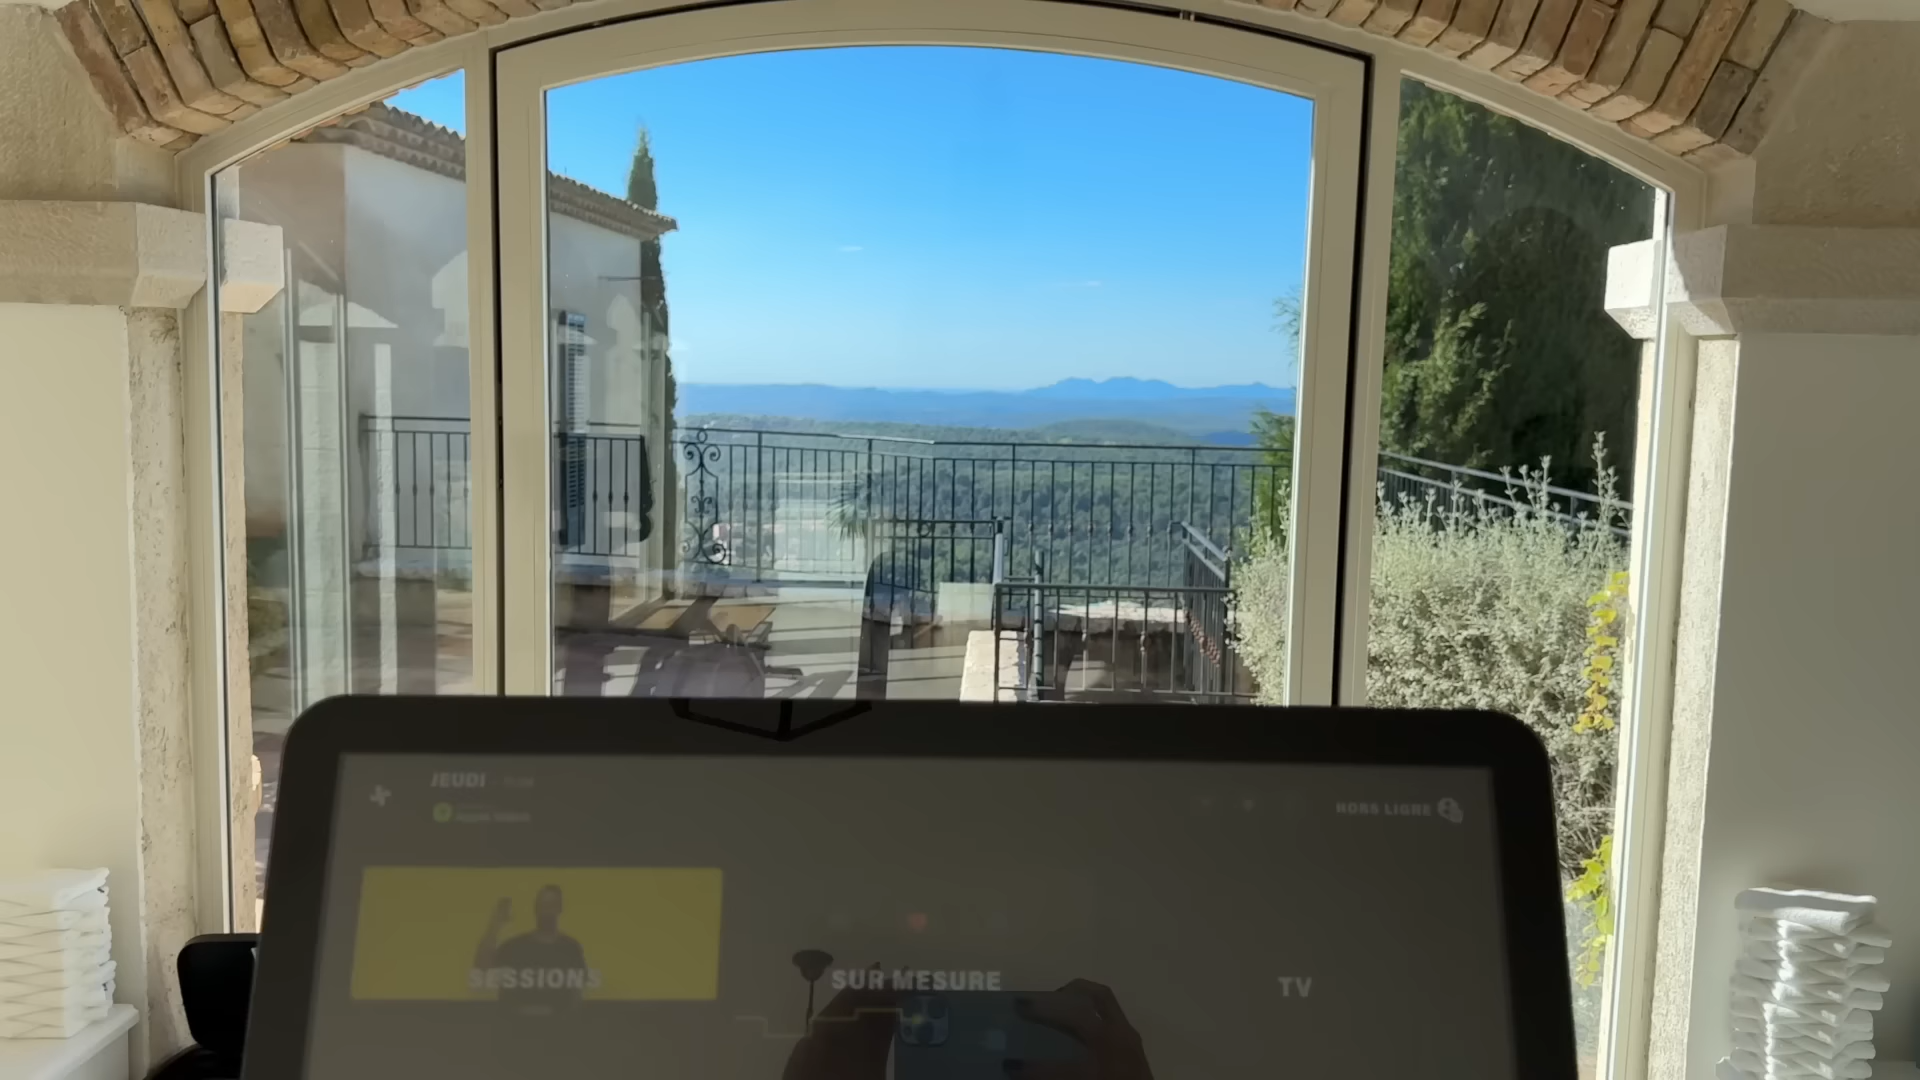 JEUDI
HORS LIGNE
SESSIONS
SUR MESURE
TV